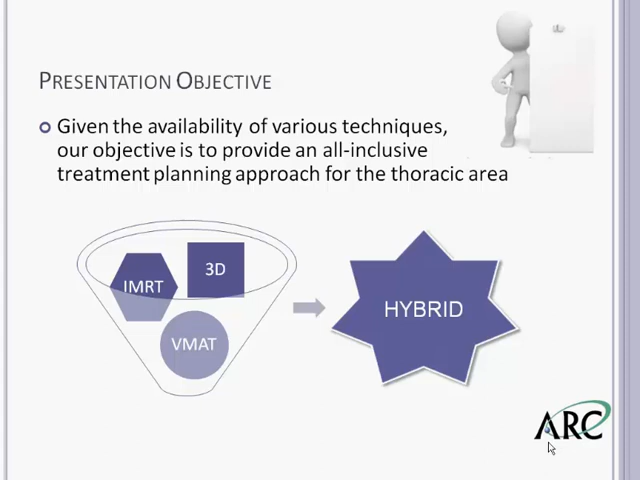 PRESENTATION OBJECTIVE
Given the availability of various techniques,
our objective is to provide an all-inclusive
treatment planning approach for the thoracic area
IMRT
3D
VMAT
HYBRID
ARC